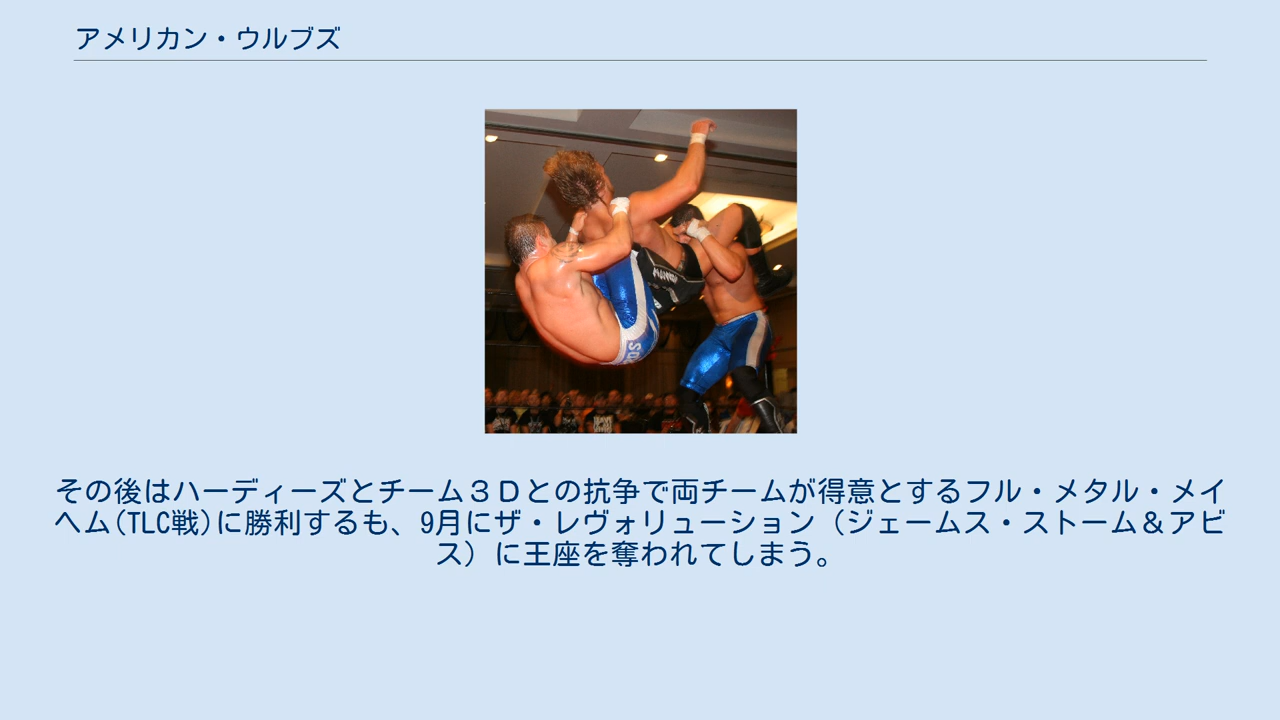 アメリカン・ウルブズ
その後はハーディーズとチーム３Ｄとの抗争で両チームが得意とするフル・メタル・メイ
ヘム(TLC戦)に勝利するも、9月にザ・レヴォリューション（ジェームス・ストーム＆アビ
ス）に王座を奪われてしまう。